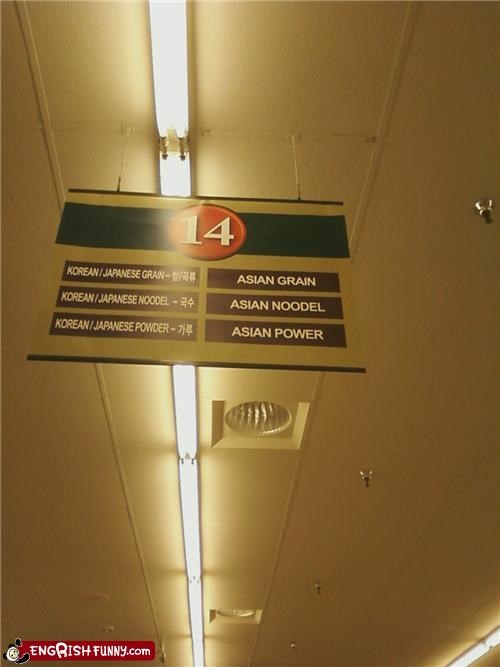 14
KOREAN / JAPANESE GRAIN - 쌀/곡류
ASIAN GRAIN
KOREAN / JAPANESE NOODEL - 국수
ASIAN NOODEL
KOREAN / JAPANESE POWDER - 가루
ASIAN POWER
ENGRISHFUNNY.COM